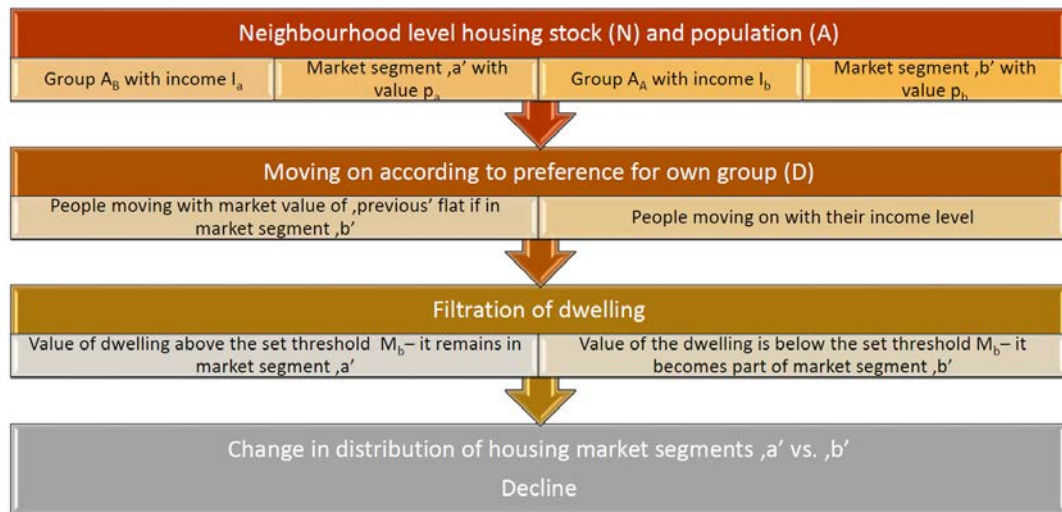 Neighbourhood level housing stock (N) and population (A)
Group A_B with income I_a
Market segment ‚a’ with
value p_a
Group A_A with income I_b
Market segment ‚b’ with
value p_b
Moving on according to preference for own group (D)
People moving with market value of ‚previous’ flat if in
market segment ‚b’
People moving on with their income level
Filtration of dwelling
Value of dwelling above the set threshold M_b– it remains in
market segment ‚a’
Value of the dwelling is below the set threshold M_b– it
becomes part of market segment ‚b’
Change in distribution of housing market segments ‚a’ vs. ‚b’
Decline